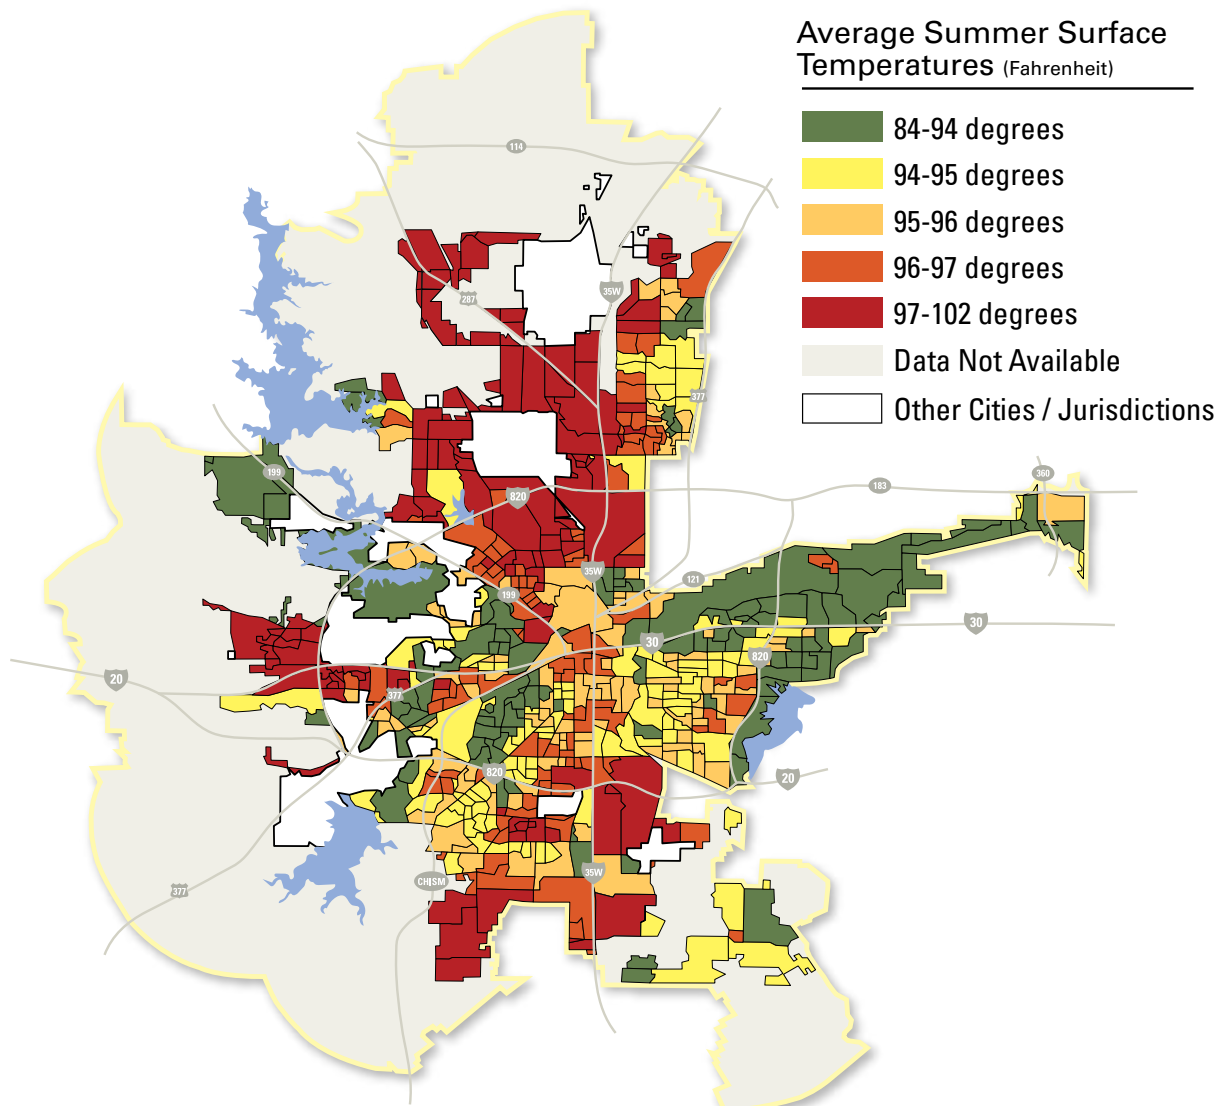 Average Summer Surface
Temperatures (Fahrenheit)
84-94 degrees
94-95 degrees
95-96 degrees
96-97 degrees
97-102 degrees
Data Not Available
Other Cities / Jurisdictions
114
287
35W
377
199
820
183
360
35W
121
199
30
30
820
20
377
820
20
35W
CHISM
377